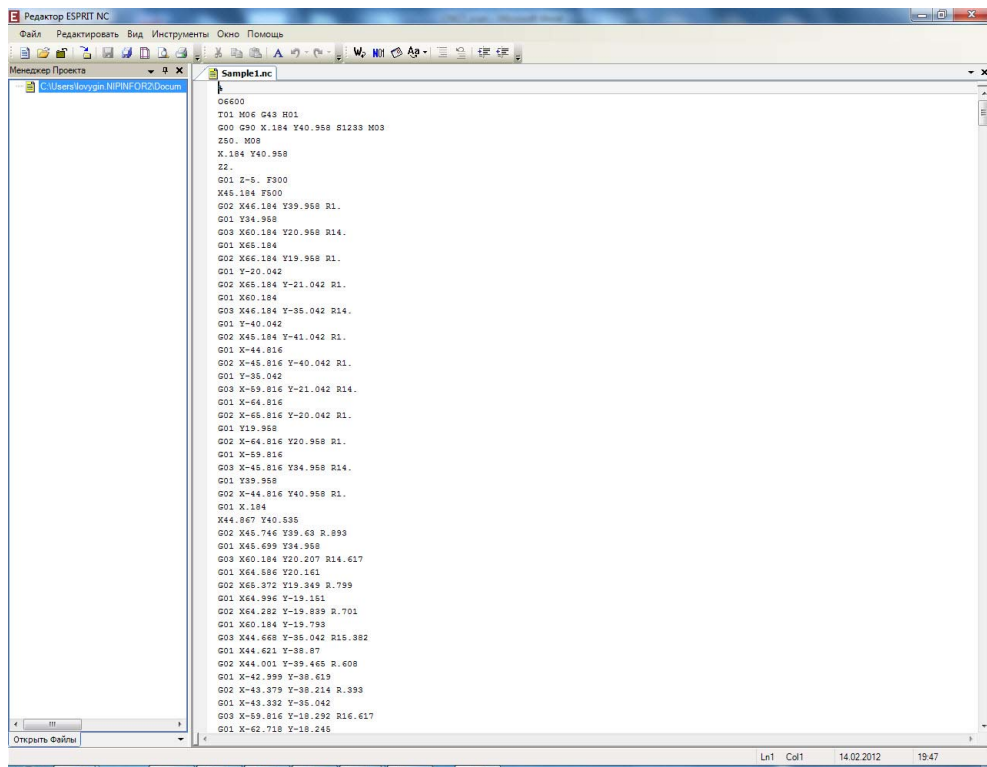 Редактор ESPRIT NC
Файл Редактировать Вид Инструменты Окно Помощь
Менеджер Проекта
Sample1.nc
C:\Users\lovygin.NIPINFOR2\Docum
%
O6600
T01 M06 G43 H01
G00 G90 X.184 Y40.958 S1233 M03
Z50. M08
X.184 Y40.958
Z2.
G01 Z-5. F300
X45.184 F500
G02 X46.184 Y39.958 R1.
G01 Y34.958
G03 X60.184 Y20.958 R14.
G01 X65.184
G02 X66.184 Y19.958 R1.
G01 Y-20.042
G02 X65.184 Y-21.042 R1.
G01 X60.184
G03 X46.184 Y-35.042 R14.
G01 Y-40.042
G02 X45.184 Y-41.042 R1.
G01 X-44.816
G02 X-45.816 Y-40.042 R1.
G01 Y-35.042
G03 X-59.816 Y-21.042 R14.
G01 X-64.816
G02 X-65.816 Y-20.042 R1.
G01 Y19.958
G02 X-64.816 Y20.958 R1.
G01 X-59.816
G03 X-45.816 Y34.958 R14.
G01 Y39.958
G02 X-44.816 Y40.958 R1.
G01 X.184
X44.867 Y40.535
G02 X45.746 Y39.63 R.893
G01 X45.699 Y34.958
G03 X60.184 Y20.207 R14.617
G01 X64.586 Y20.161
G02 X65.372 Y19.349 R.799
G01 X64.996 Y-19.151
G02 X64.282 Y-19.839 R.701
G01 X60.184 Y-19.793
G03 X44.668 Y-35.042 R15.382
G01 X44.621 Y-38.87
G02 X44.001 Y-39.465 R.608
G01 X-42.999 Y-38.619
G02 X-43.379 Y-38.214 R.393
G01 X-43.332 Y-35.042
G03 X-59.816 Y-18.292 R16.617
G01 X-62.718 Y-18.245
Открыть Файлы
Ln1 Col1 14.02.2012 19:47